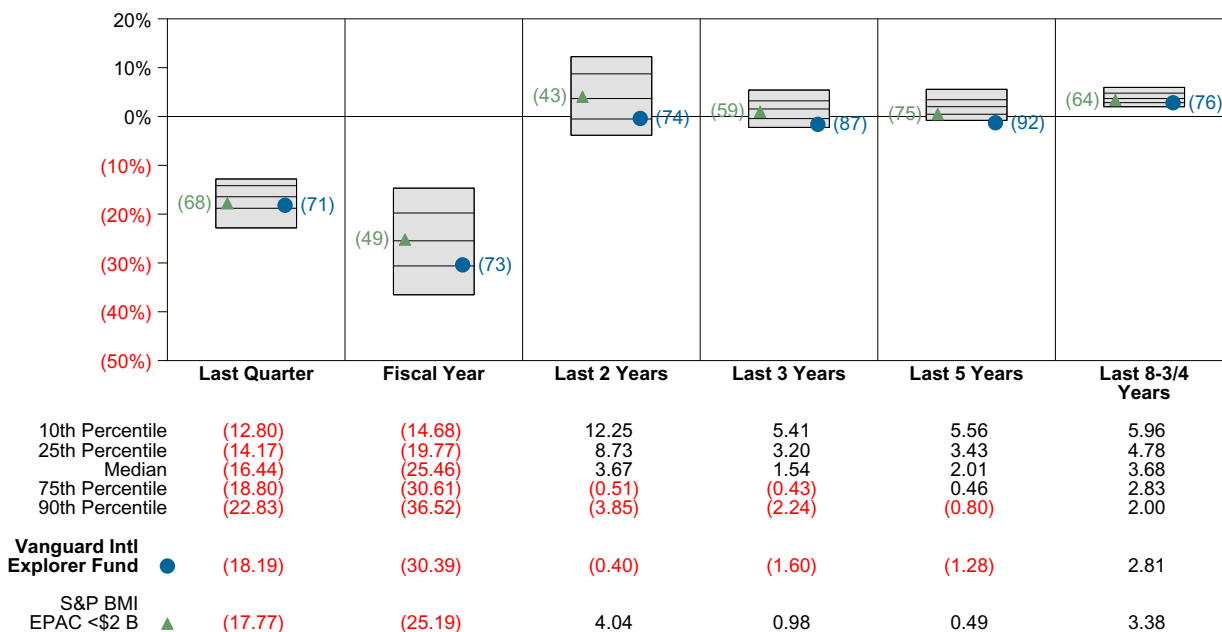 20%
10%
0%
(10%)
(20%)
(30%)
(40%)
(50%)
(68) (71)
(49) (73)
(43) (74)
(59) (87)
(75) (92)
(64) (76)
Last Quarter Fiscal Year Last 2 Years Last 3 Years Last 5 Years Last 8-3/4
Years
10th Percentile (12.80) (14.68) 12.25 5.41 5.56 5.96
25th Percentile (14.17) (19.77) 8.73 3.20 3.43 4.78
Median (16.44) (25.46) 3.67 1.54 2.01 3.68
75th Percentile (18.80) (30.61) (0.51) (0.43) 0.46 2.83
90th Percentile (22.83) (36.52) (3.85) (2.24) (0.80) 2.00
Vanguard Intl
Explorer Fund (18.19) (30.39) (0.40) (1.60) (1.28) 2.81
S&P BMI
EPAC <$2 B (17.77) (25.19) 4.04 0.98 0.49 3.38